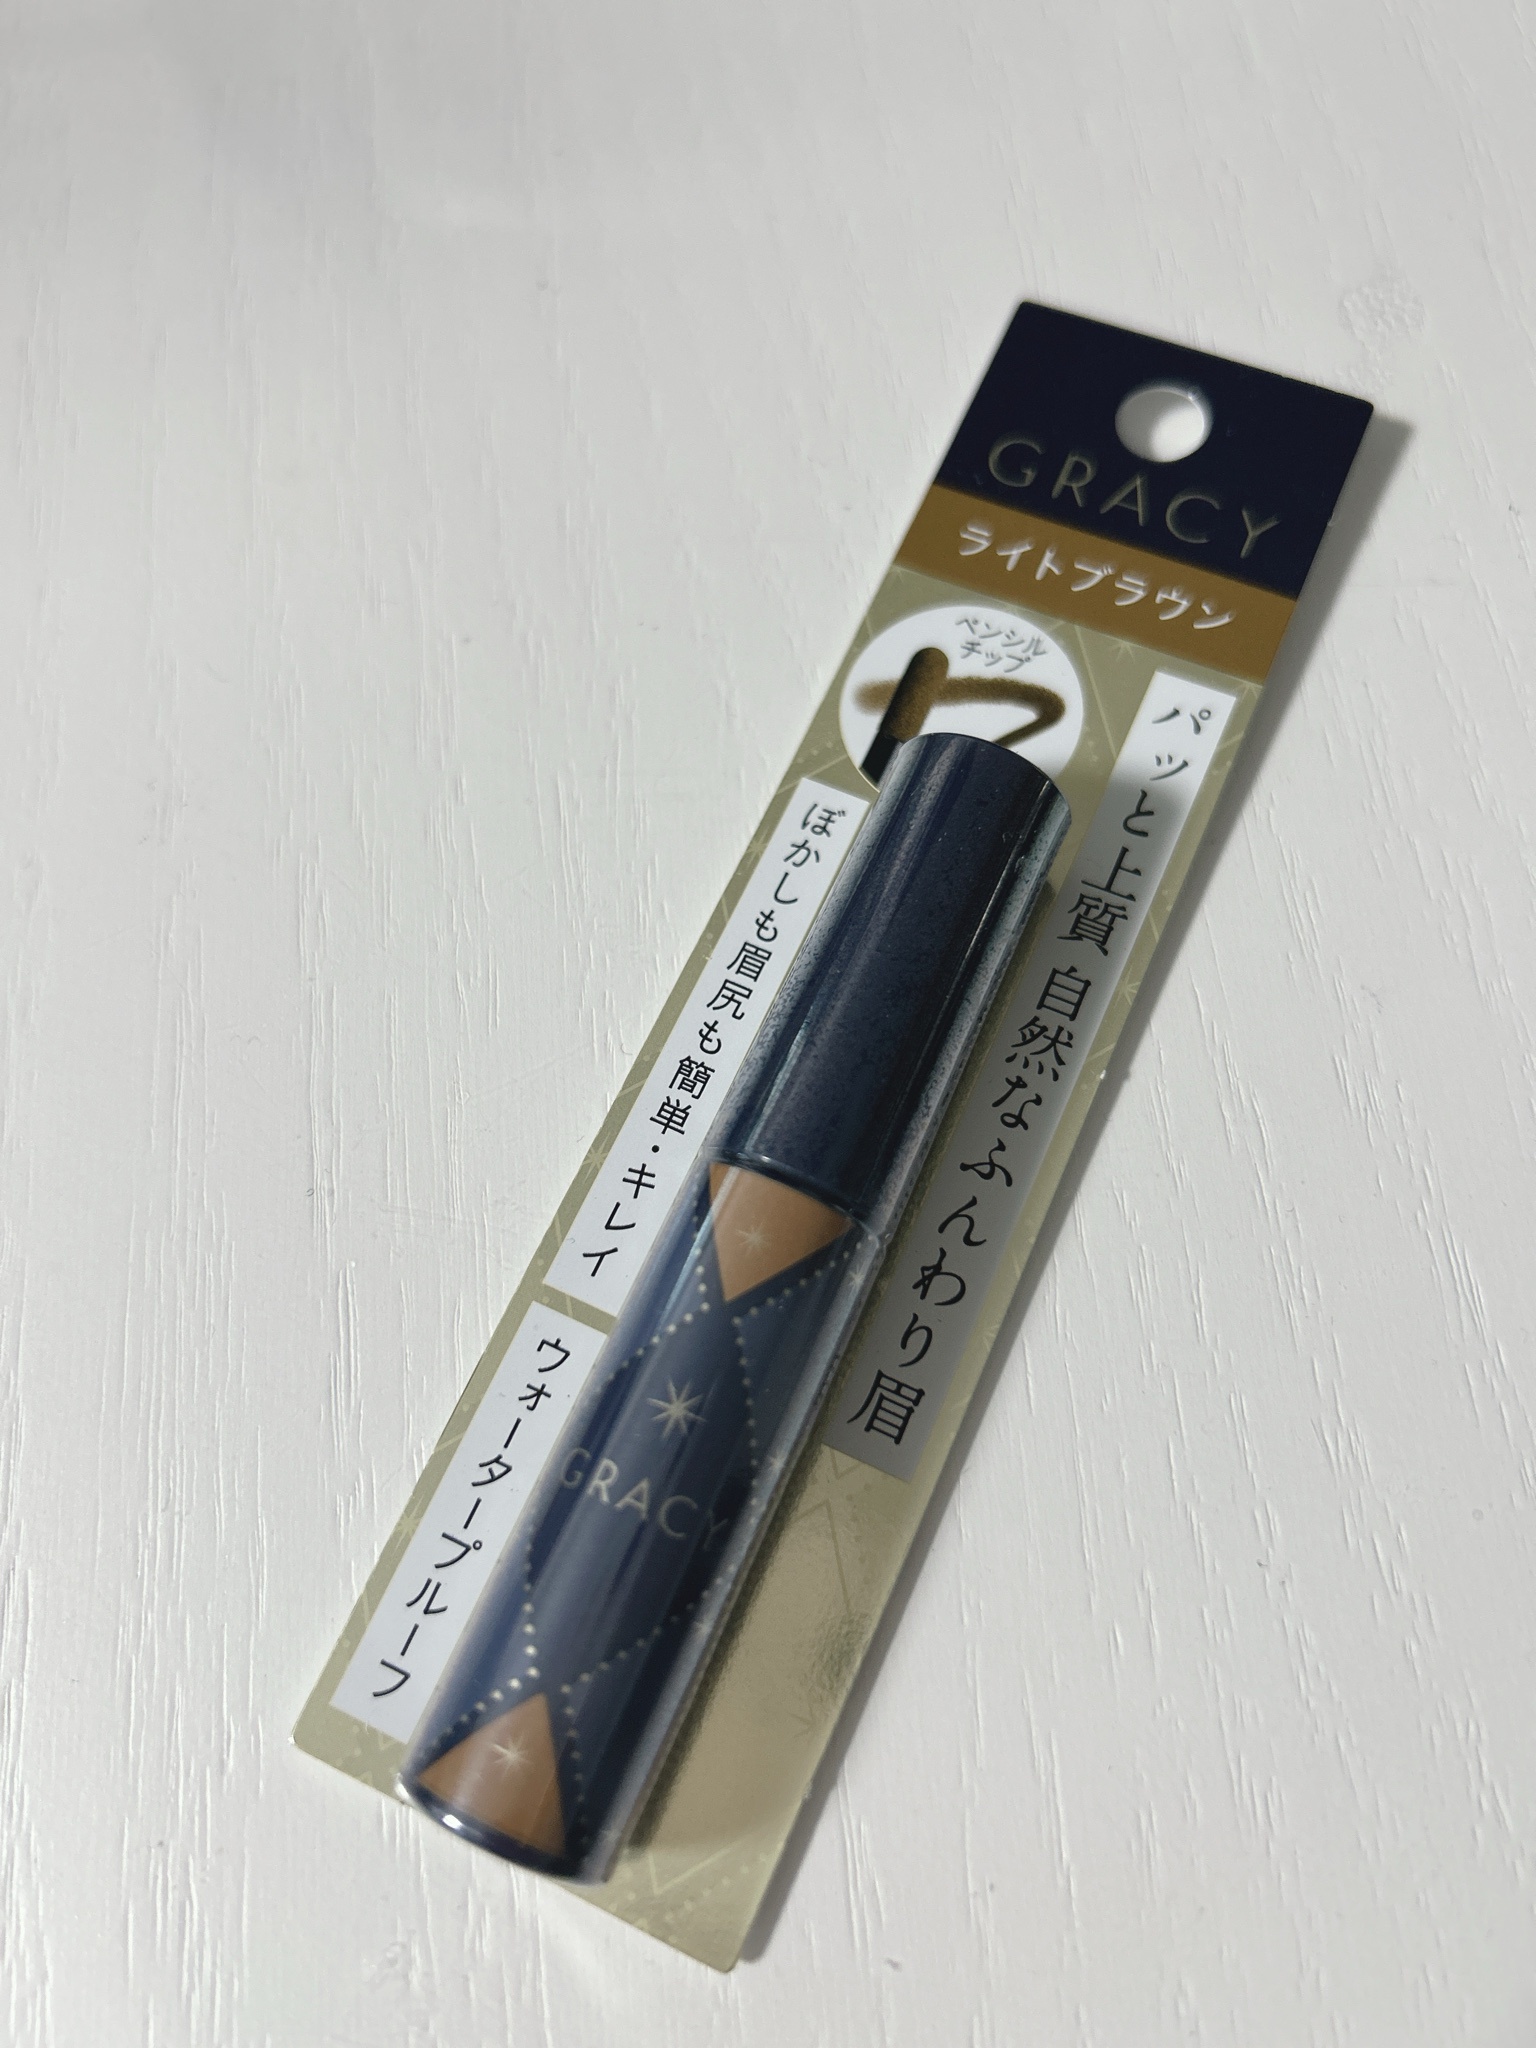 GRACY
ライトブラウン
ペンシル
チップ
パッと上質 自然なふんわり眉
ぼかしも眉尻も簡単・キレイ
ウォータープルーフ
GRACY